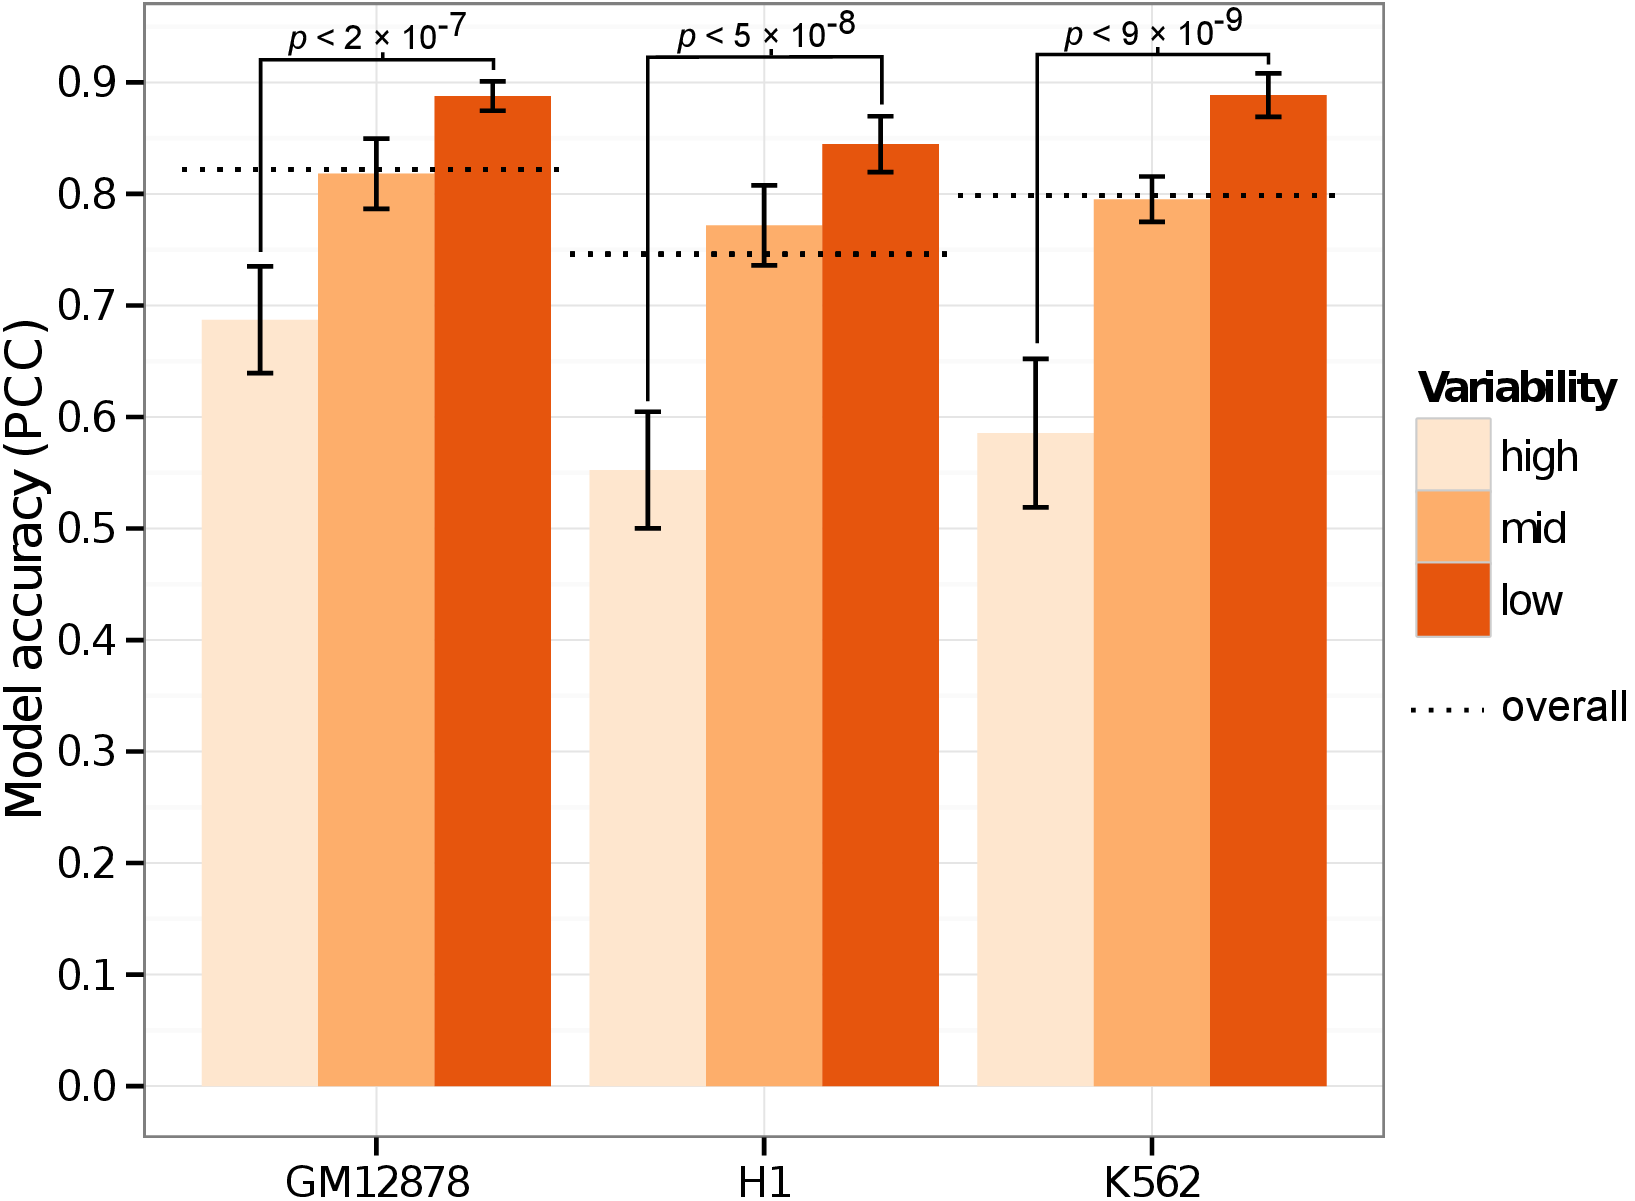 p < 2 × 10-7
p < 5 × 10-8
p < 9 × 10-9
Model accuracy (PCC)
0.9
0.8
0.7
0.6
0.5
0.4
0.3
0.2
0.1
0.0
GM12878
H1
K562
Variability
high
mid
low
overall